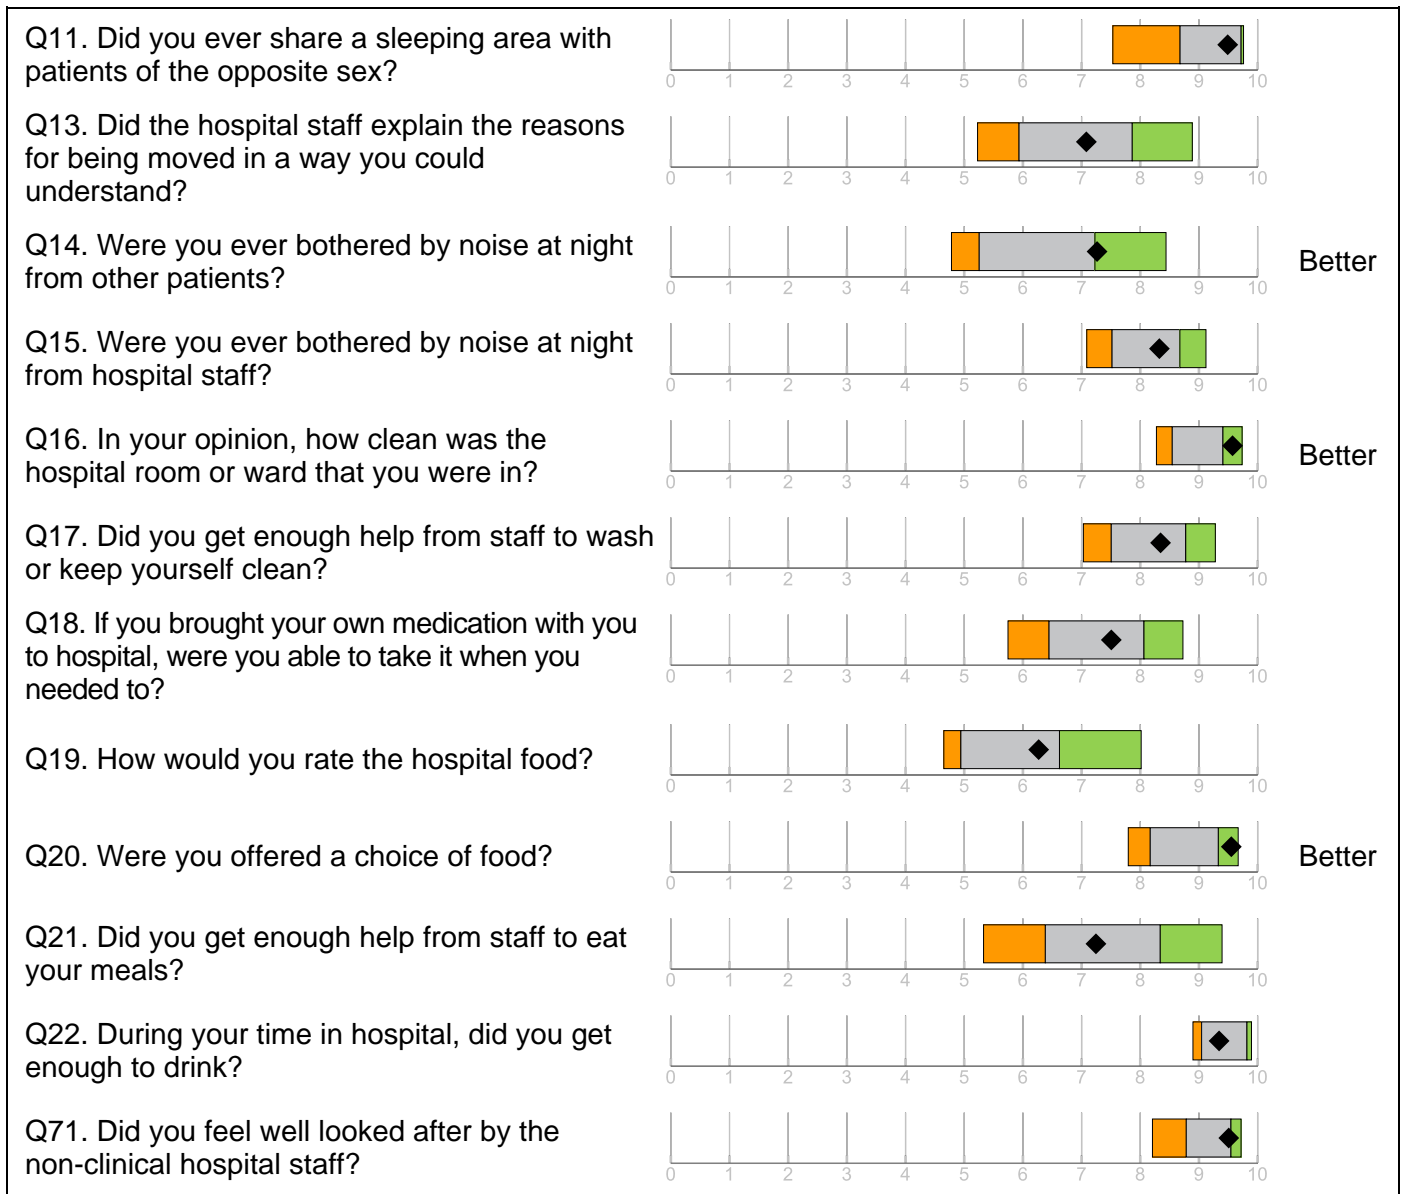 Q11. Did you ever share a sleeping area with
patients of the opposite sex?
0 1 2 3 4 5 6 7 8 9 10
Q13. Did the hospital staff explain the reasons
for being moved in a way you could
understand?
0 1 2 3 4 5 6 7 8 9 10
Q14. Were you ever bothered by noise at night
from other patients?
Better
0 1 2 3 4 5 6 7 8 9 10
Q15. Were you ever bothered by noise at night
from hospital staff?
0 1 2 3 4 5 6 7 8 9 10
Q16. In your opinion, how clean was the
hospital room or ward that you were in?
Better
0 1 2 3 4 5 6 7 8 9 10
Q17. Did you get enough help from staff to wash
or keep yourself clean?
0 1 2 3 4 5 6 7 8 9 10
Q18. If you brought your own medication with you
to hospital, were you able to take it when you
needed to?
0 1 2 3 4 5 6 7 8 9 10
Q19. How would you rate the hospital food?
0 1 2 3 4 5 6 7 8 9 10
Q20. Were you offered a choice of food?
Better
0 1 2 3 4 5 6 7 8 9 10
Q21. Did you get enough help from staff to eat
your meals?
0 1 2 3 4 5 6 7 8 9 10
Q22. During your time in hospital, did you get
enough to drink?
0 1 2 3 4 5 6 7 8 9 10
Q71. Did you feel well looked after by the
non-clinical hospital staff?
0 1 2 3 4 5 6 7 8 9 10